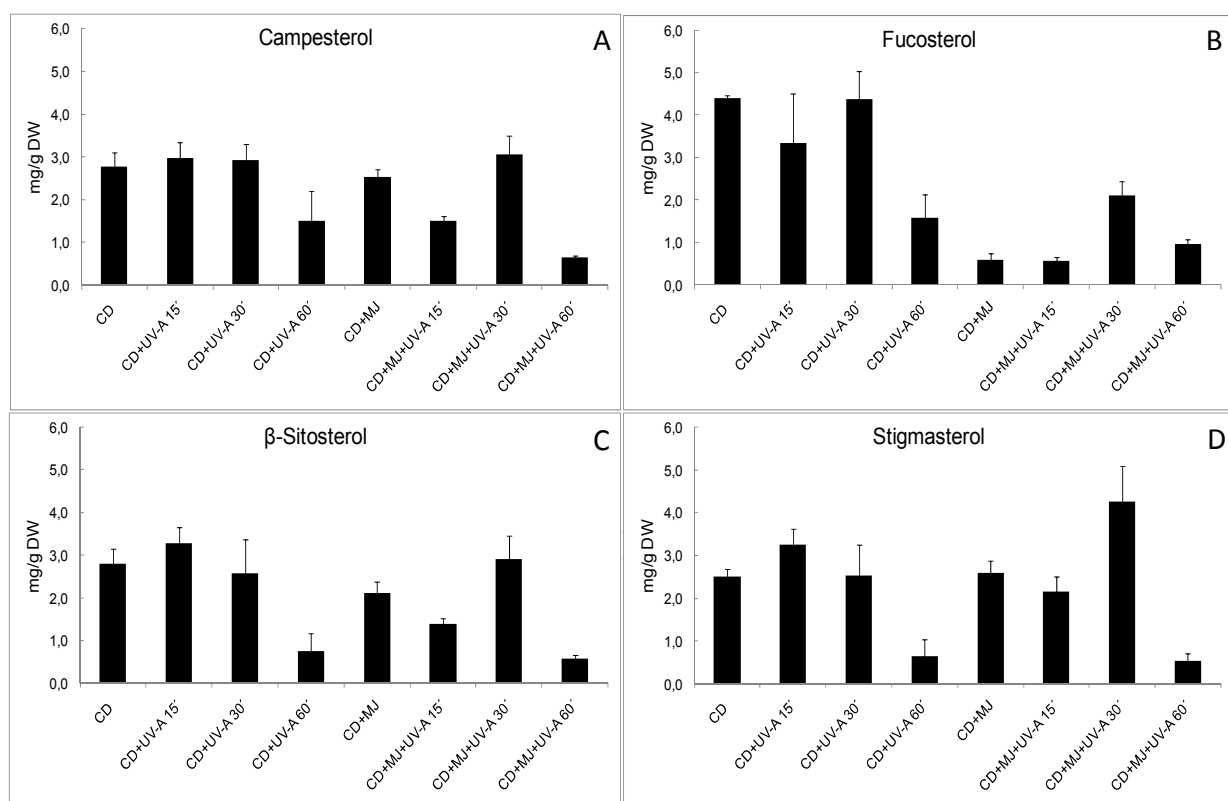 Campesterol
A
mg/g DW
6,0
5,0
4,0
3,0
2,0
1,0
0,0
CD
CD+UV-A 15´
CD+UV-A 30´
CD+UV-A 60´
CD+MJ
CD+MJ+UV-A 15´
CD+MJ+UV-A 30´
CD+MJ+UV-A 60´
Fucosterol
B
mg/g DW
6,0
5,0
4,0
3,0
2,0
1,0
0,0
CD
CD+UV-A 15´
CD+UV-A 30´
CD+UV-A 60´
CD+MJ
CD+MJ+UV-A 15´
CD+MJ+UV-A 30´
CD+MJ+UV-A 60´
β-Sitosterol
C
mg/g DW
6,0
5,0
4,0
3,0
2,0
1,0
0,0
CD
CD+UV-A 15´
CD+UV-A 30´
CD+UV-A 60´
CD+MJ
CD+MJ+UV-A 15´
CD+MJ+UV-A 30´
CD+MJ+UV-A 60´
Stigmasterol
D
mg/g DW
6,0
5,0
4,0
3,0
2,0
1,0
0,0
CD
CD+UV-A 15´
CD+UV-A 30´
CD+UV-A 60´
CD+MJ
CD+MJ+UV-A 15´
CD+MJ+UV-A 30´
CD+MJ+UV-A 60´